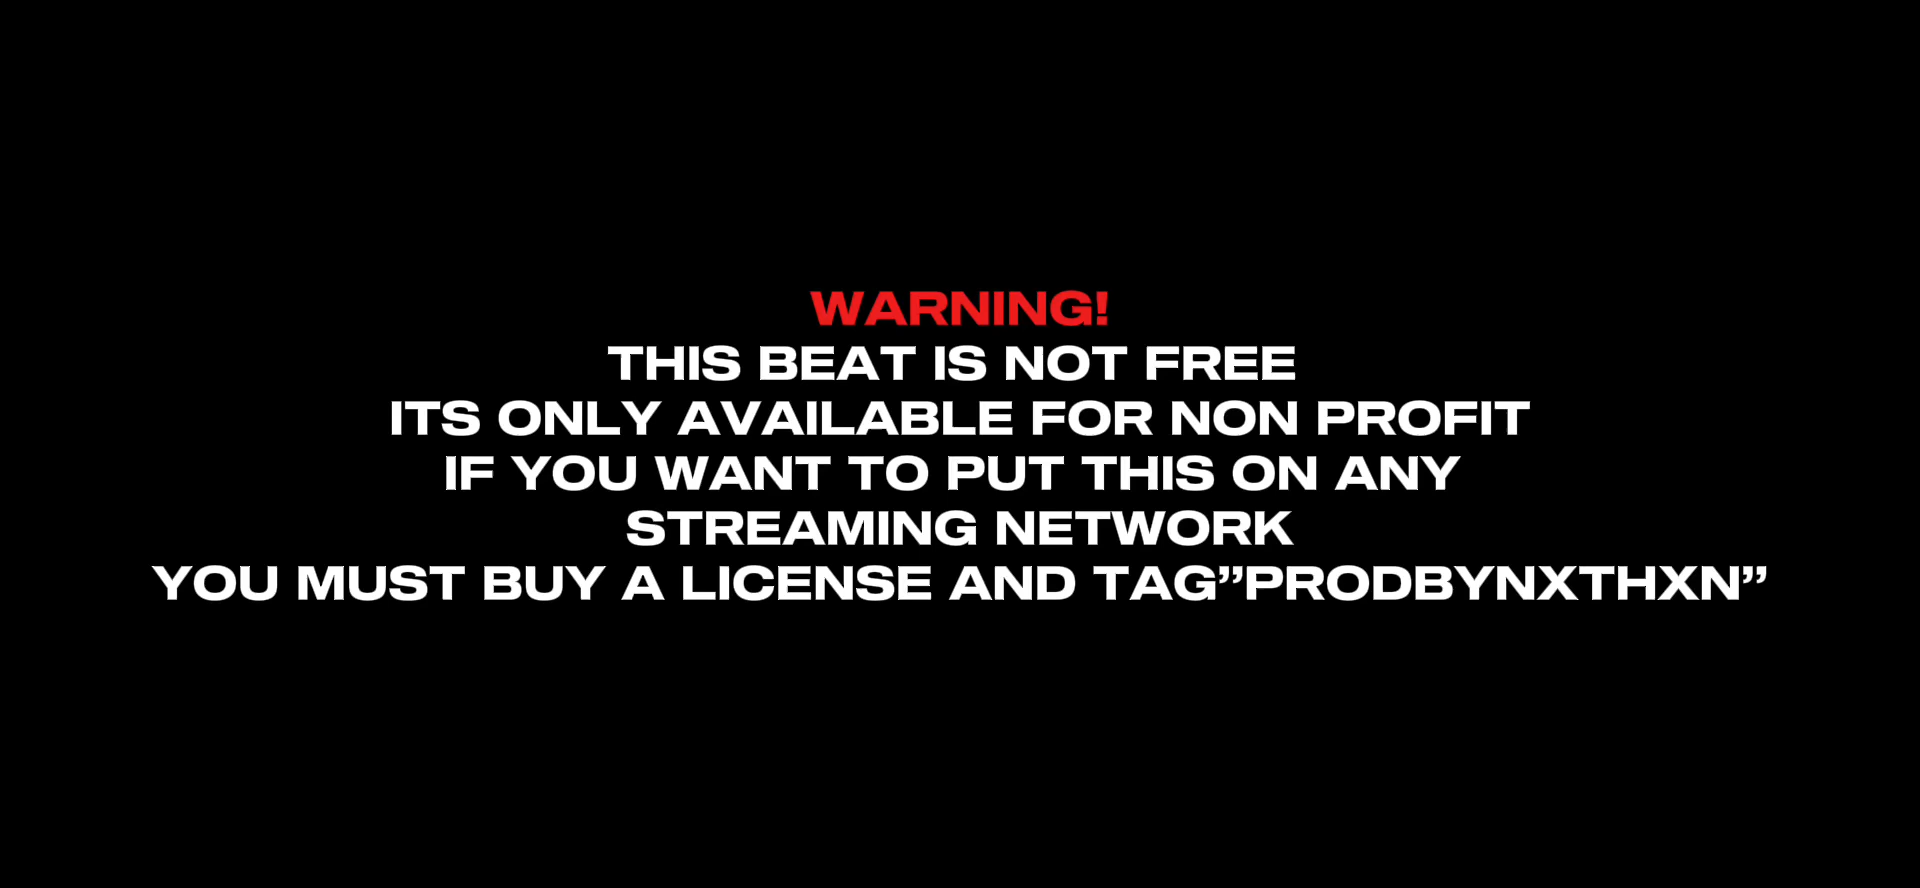 WARNING!
THIS BEAT IS NOT FREE
ITS ONLY AVAILABLE FOR NON PROFIT
IF YOU WANT TO PUT THIS ON ANY
STREAMING NETWORK
YOU MUST BUY A LICENSE AND TAG”PRODBYNXTHXN”